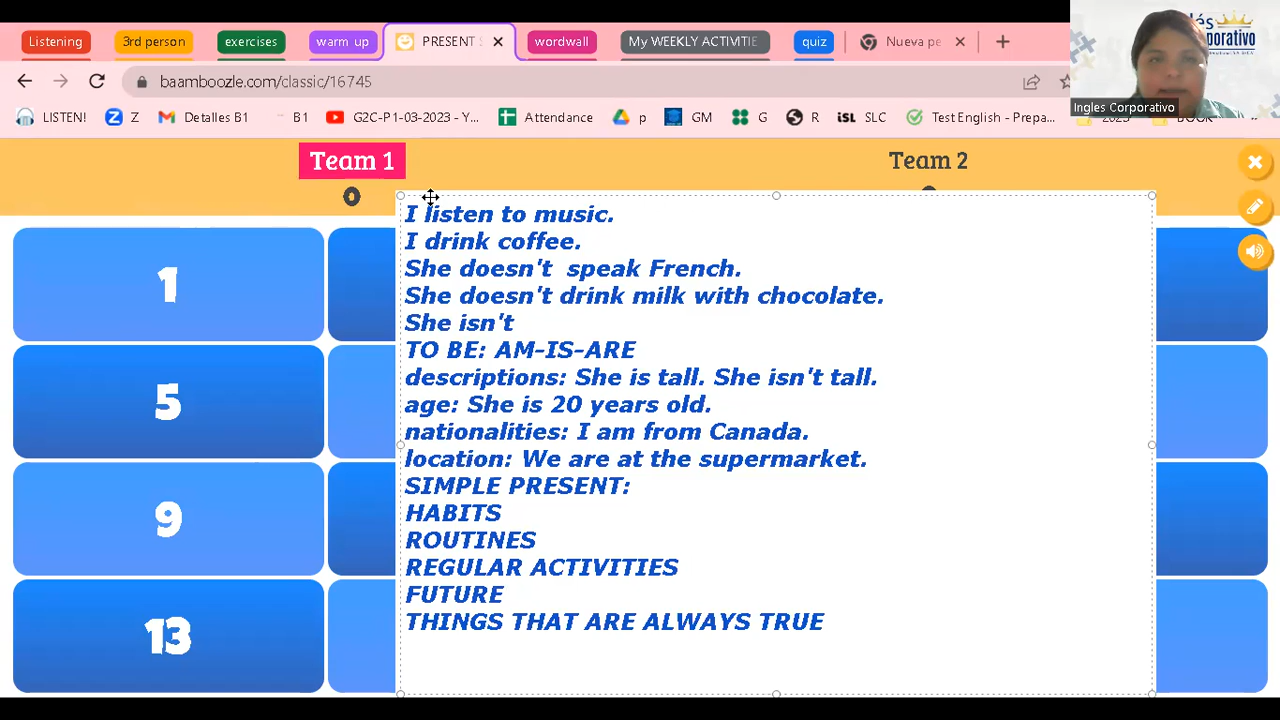 Listening 3rd person exercises warm up PRESENT S wordwall My WEEKLY ACTIVITIE quiz Nueva pe
baamboozle.com/classic/16745
LISTEN! Z Detalles B1 B1 G2C-P1-03-2023 - Y... Attendance p GM G R iSL SLC Test English - Prepa...
Ingles Corporativo
Team 1 Team 2
0
I listen to music.
I drink coffee.
She doesn't speak French.
She doesn't drink milk with chocolate.
She isn't
TO BE: AM-IS-ARE
descriptions: She is tall. She isn't tall.
age: She is 20 years old.
nationalities: I am from Canada.
location: We are at the supermarket.
SIMPLE PRESENT:
HABITS
ROUTINES
REGULAR ACTIVITIES
FUTURE
THINGS THAT ARE ALWAYS TRUE
1
5
9
13